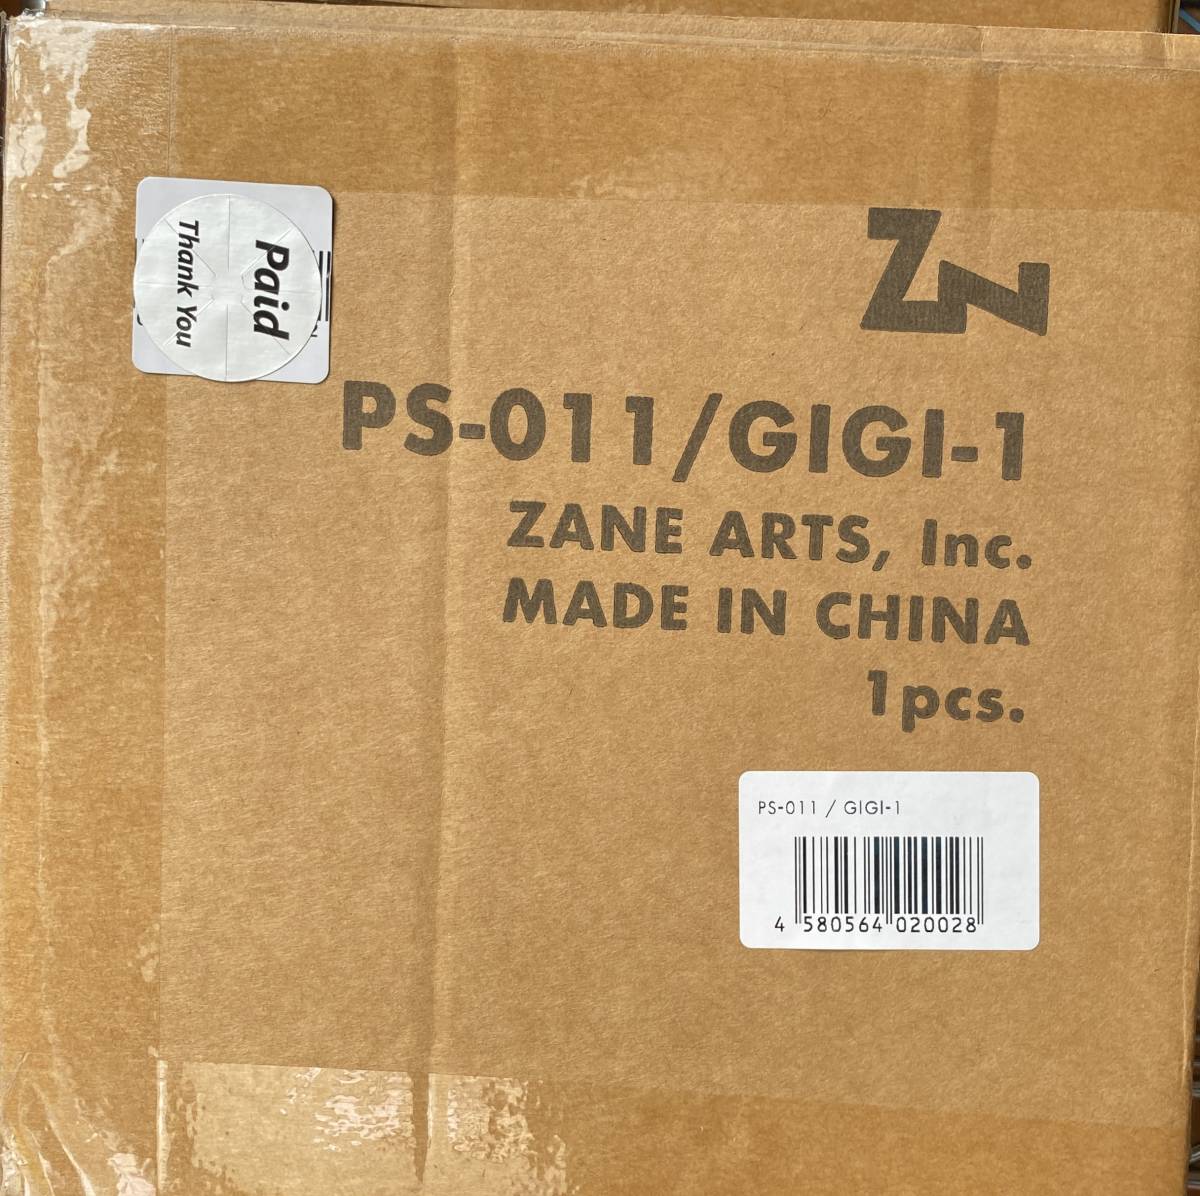 ZN
PS-011/GIGI-1
ZANE ARTS, Inc.
MADE IN CHINA
1pcs.
Paid
Thank You
PS-011 / GIGI-1
4 580564 020028